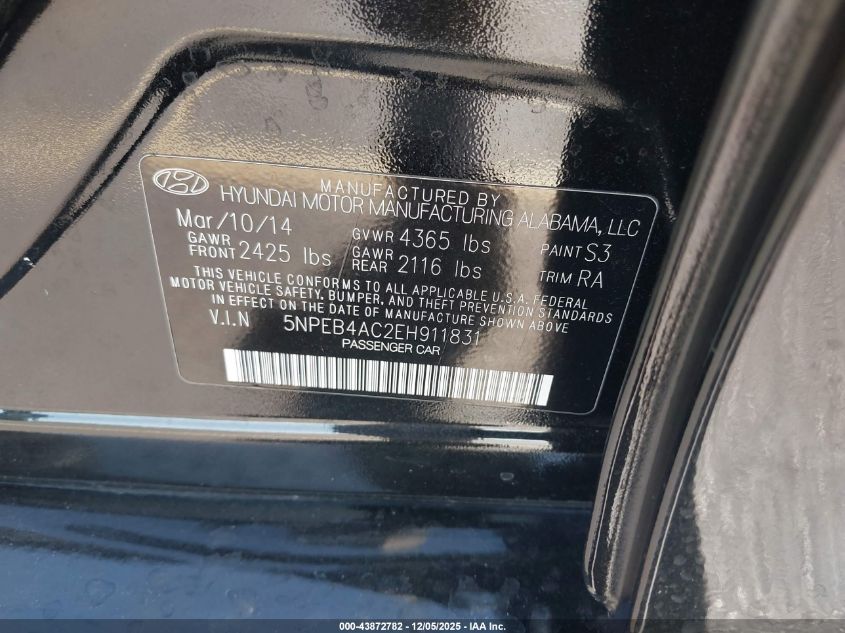 MANUFACTURED BY
HYUNDAI MOTOR MANUFACTURING ALABAMA, LLC
Mar/10/14 GVWR 4365 lbs PAINT S3
GAWR FRONT 2425 lbs GAWR REAR 2116 lbs TRIM RA
THIS VEHICLE CONFORMS TO ALL APPLICABLE U.S.A. FEDERAL
MOTOR VEHICLE SAFETY, BUMPER, AND THEFT PREVENTION STANDARDS
IN EFFECT ON THE DATE OF MANUFACTURE SHOWN ABOVE
V.I.N 5NPEB4AC2EH911831
PASSENGER CAR
000-43872782 - 12/05/2025 - IAA Inc.